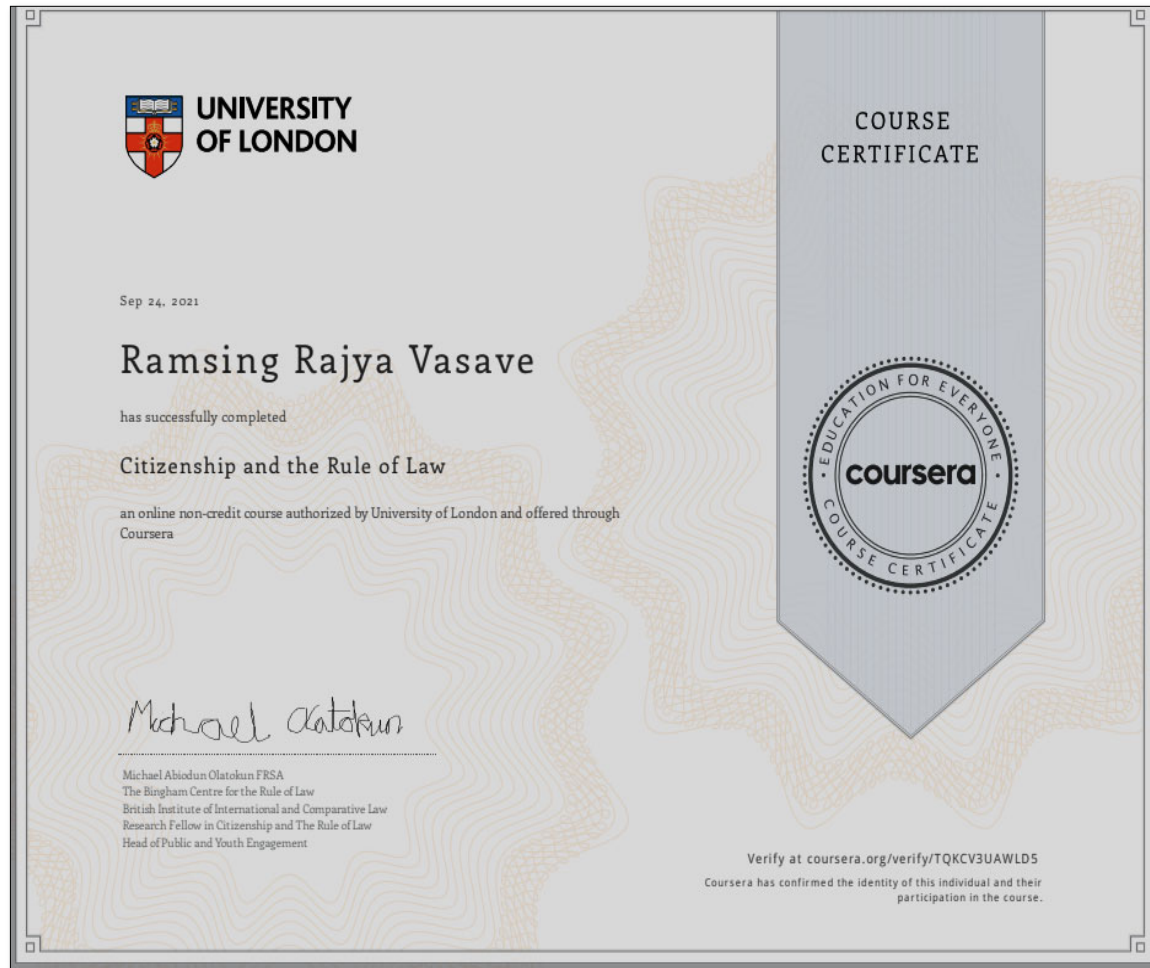 UNIVERSITY
OF LONDON
COURSE
CERTIFICATE
Sep 24, 2021
Ramsing Rajya Vasave
has successfully completed
Citizenship and the Rule of Law
an online non-credit course authorized by University of London and offered through
Coursera
EDUCATION FOR EVERYONE
coursera
COURSE CERTIFICATE
Michael Olatokun
Michael Abiodun Olatokun FRSA
The Bingham Centre for the Rule of Law
British Institute of International and Comparative Law
Research Fellow in Citizenship and The Rule of Law
Head of Public and Youth Engagement
Verify at coursera.org/verify/TQKCV3UAWLD5
Coursera has confirmed the identity of this individual and their
participation in the course.